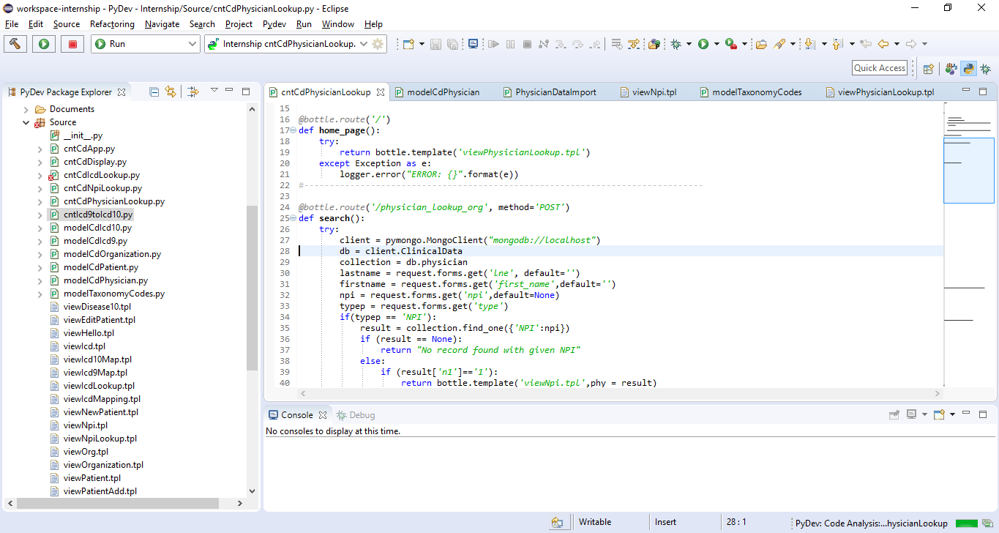 workspace-internship - PyDev - Internship/Source/cntCdPhysicianLookup.py - Eclipse
File Edit Source Refactoring Navigate Search Project Pydev Run Window Help
Run
Internship cntCdPhysicianLookup.
Quick Access
PyDev Package Explorer
Documents
Source
__init__.py
cntCdApp.py
cntCdDisplay.py
cntCdIcdLookup.py
cntCdNpiLookup.py
cntCdPhysicianLookup.py
cntIcd9toIcd10.py
modelCdIcd10.py
modelCdIcd9.py
modelCdOrganization.py
modelCdPatient.py
modelCdPhysician.py
modelTaxonomyCodes.py
viewDisease10.tpl
viewEditPatient.tpl
viewHello.tpl
viewIcd.tpl
viewIcd10Map.tpl
viewIcd9Map.tpl
viewIcdLookup.tpl
viewIcdMapping.tpl
viewNewPatient.tpl
viewNpi.tpl
viewNpiLookup.tpl
viewOrg.tpl
viewOrganization.tpl
viewPatient.tpl
viewPatientAdd.tpl
cntCdPhysicianLookup modelCdPhysician PhysicianDataImport viewNpi.tpl modelTaxonomyCodes viewPhysicianLookup.tpl
15
16 @bottle.route('/')
17 def home_page():
18 try:
19 return bottle.template('viewPhysicianLookup.tpl')
20 except Exception as e:
21 logger.error("ERROR: {}".format(e))
22 #------------------------------------------------------------------------------
23
24 @bottle.route('/physician_lookup_org', method='POST')
25 def search():
26 try:
27 client = pymongo.MongoClient("mongodb://localhost")
28 db = client.ClinicalData
29 collection = db.physician
30 lastname = request.forms.get('lne', default='')
31 firstname = request.forms.get('first_name',default='')
32 npi = request.forms.get('npi',default=None)
33 typep = request.forms.get('type')
34 if(typep == 'NPI'):
35 result = collection.find_one({'NPI':npi})
36 if (result == None):
37 return "No record found with given NPI"
38 else:
39 if (result['n1']=='1'):
40 return bottle.template('viewNpi.tpl',phy = result)
Console Debug
No consoles to display at this time.
Writable Insert 28 : 1 PyDev: Code Analysis:...hysicianLookup